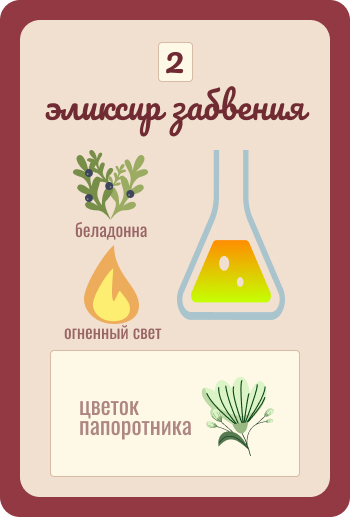 2
эликсир забвения
беладонна
огненный свет
цветок
папоротника